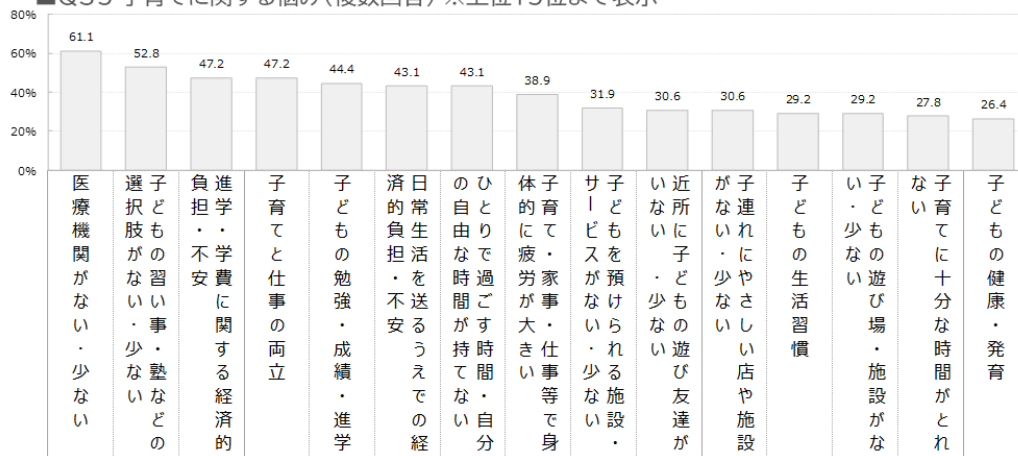 ■Q39 子育てに関する悩み（複数回答）※上位15位まで表示
80%
60%
40%
20%
0%
61.1
52.8
47.2
47.2
44.4
43.1
43.1
38.9
31.9
30.6
30.6
29.2
29.2
27.8
26.4
医療機関がない・少ない
子どもの習い事・塾などの
選択肢がない・少ない
進学・学費に関する経済的
負担・不安
子育てと仕事の両立
子どもの勉強・成績・進学
日常生活を送るうえでの経
済的負担・不安
ひとりで過ごす時間・自分
の自由な時間が持てない
子育て・家事・仕事等で身
体的に疲労が大きい
子どもを預けられる施設・
サービスがない・少ない
近所に子どもの遊び友達が
いない・少ない
子連れにやさしい店や施設
がない・少ない
子どもの生活習慣
子どもの遊び場・施設がな
い・少ない
子育てに十分な時間がとれ
ない
子どもの健康・発育